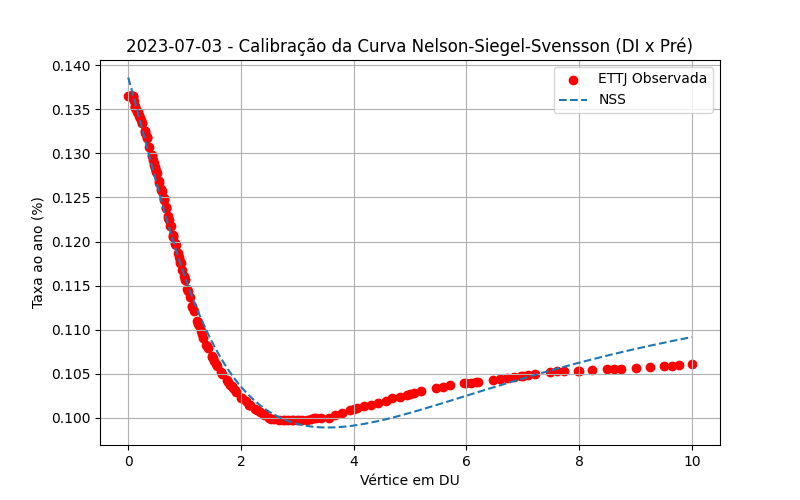 2023-07-03 - Calibração da Curva Nelson-Siegel-Svensson (DI x Pré)
ETTJ Observada
NSS
Taxa ao ano (%)
0.140
0.135
0.130
0.125
0.120
0.115
0.110
0.105
0.100
0 2 4 6 8 10
Vértice em DU